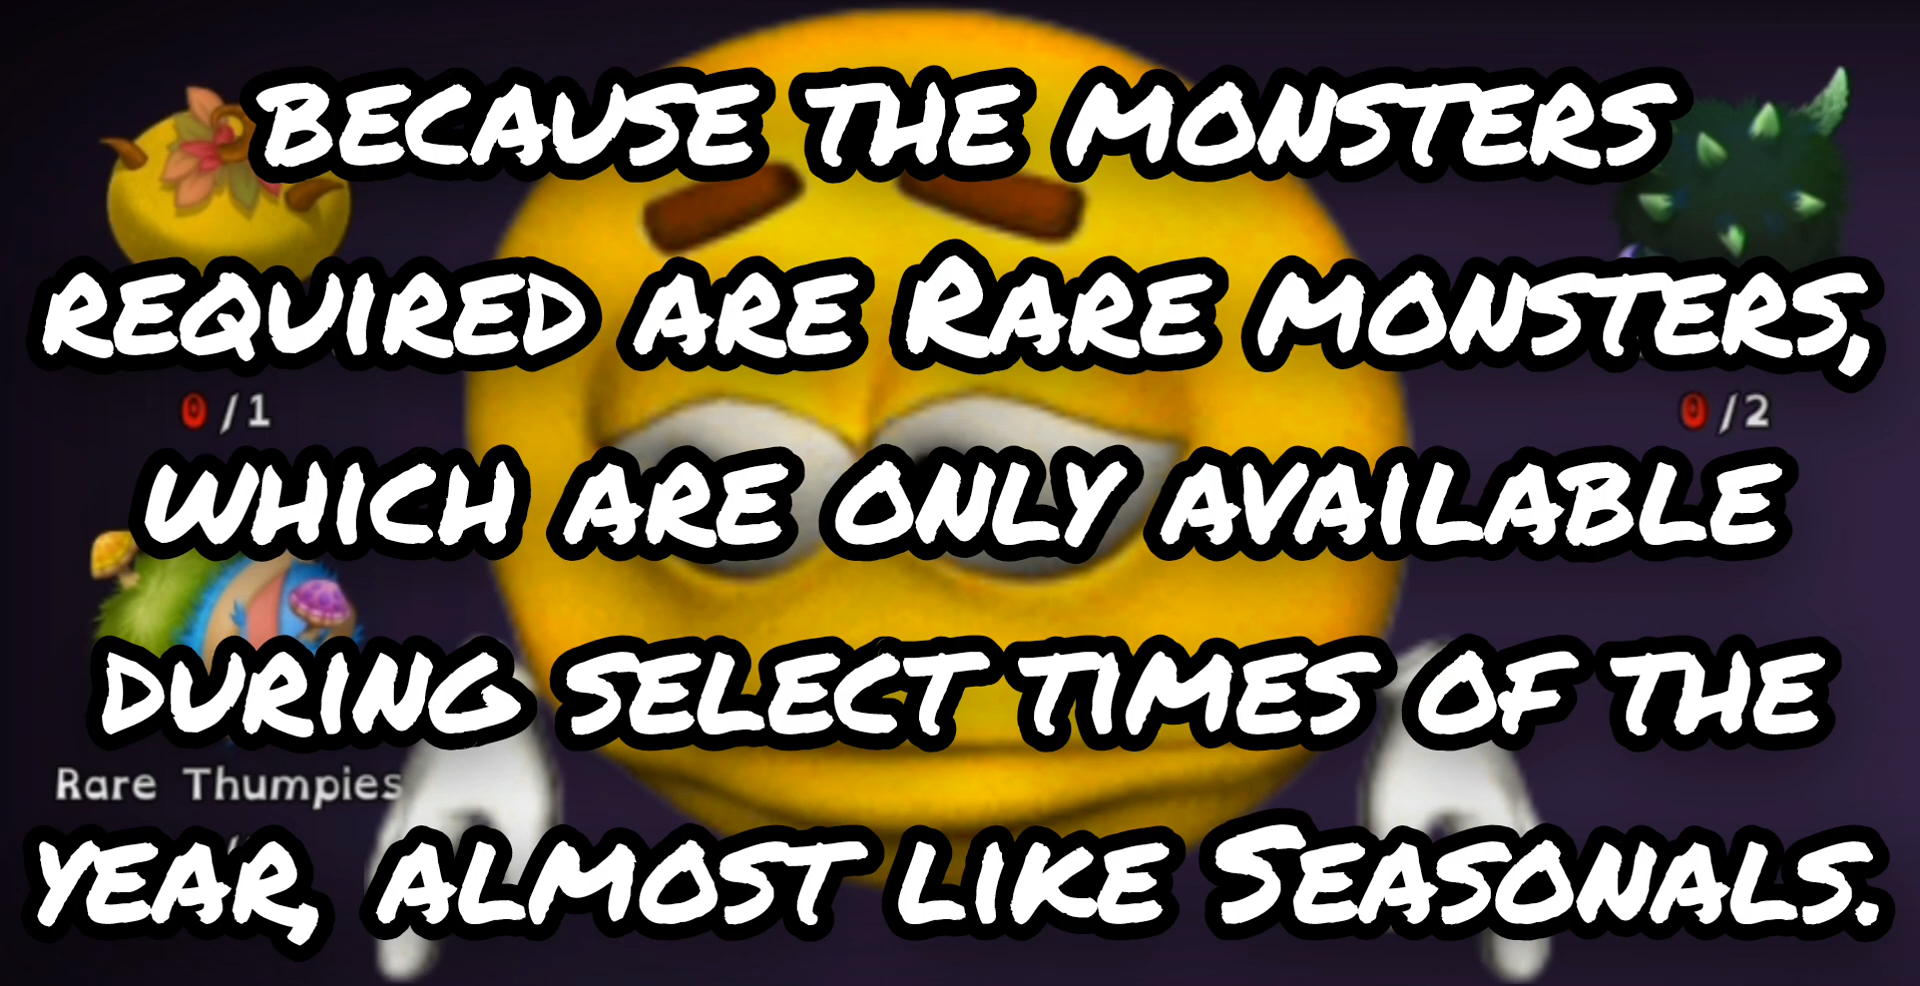 because the monsters
required are Rare monsters,
0/1
0/2
which are only available
during select times of the
Rare Thumpies
year, almost like Seasonals.